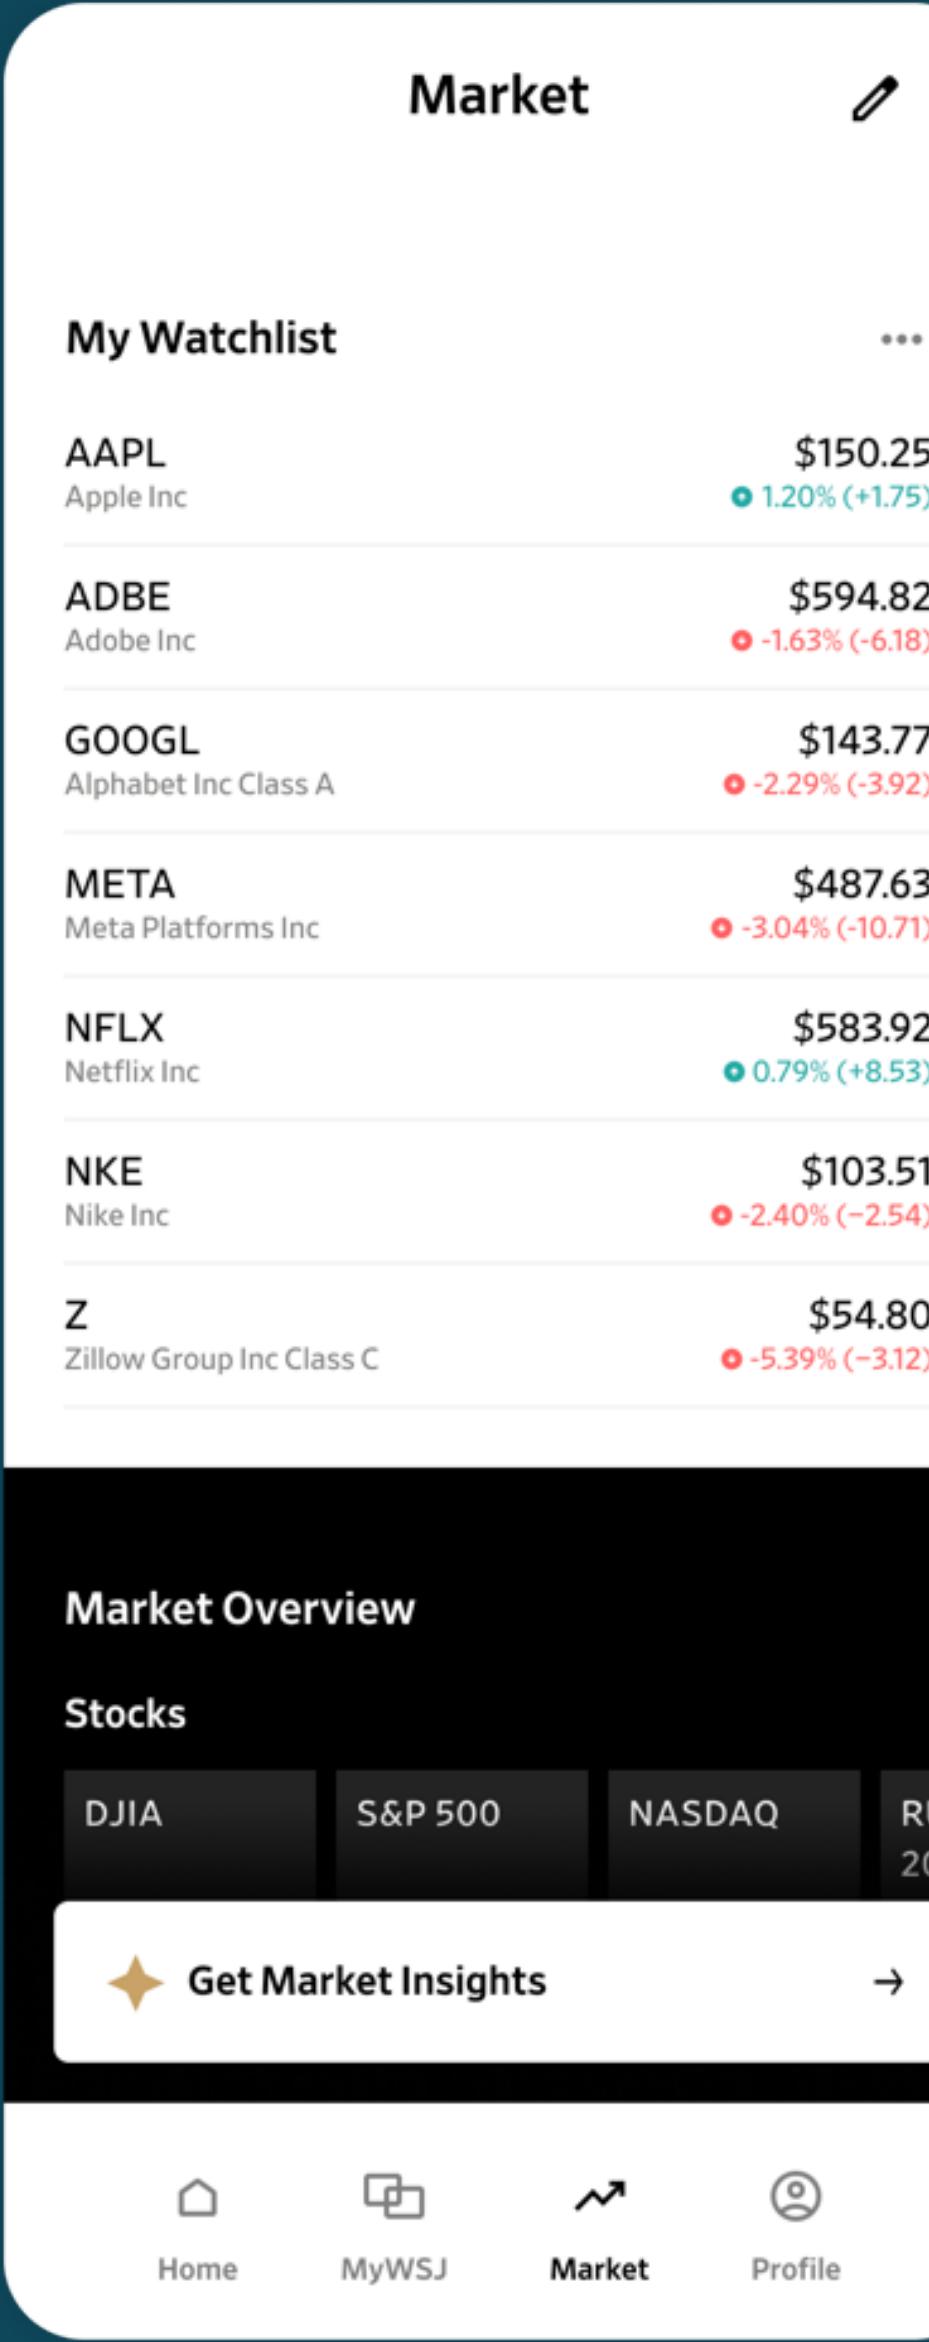 Market
My Watchlist
AAPL
$150.25
Apple Inc
1.20% (+1.75)
ADBE
$594.82
Adobe Inc
-1.63% (-6.18)
GOOGL
$143.77
Alphabet Inc Class A
-2.29% (-3.92)
META
$487.63
Meta Platforms Inc
-3.04% (-10.71)
NFLX
$583.92
Netflix Inc
0.79% (+8.53)
NKE
$103.51
Nike Inc
-2.40% (−2.54)
Z
$54.80
Zillow Group Inc Class C
-5.39% (−3.12)
Market Overview
Stocks
DJIA
S&P 500
NASDAQ
Get Market Insights
Home
MyWSJ
Market
Profile